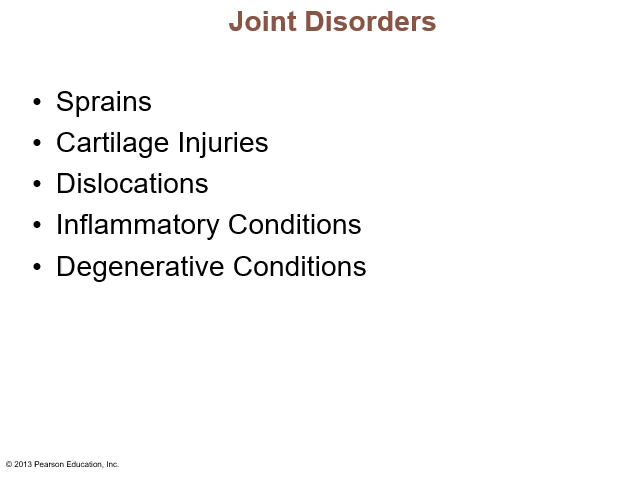 Joint Disorders
• Sprains
• Cartilage Injuries
• Dislocations
• Inflammatory Conditions
• Degenerative Conditions
© 2013 Pearson Education, Inc.